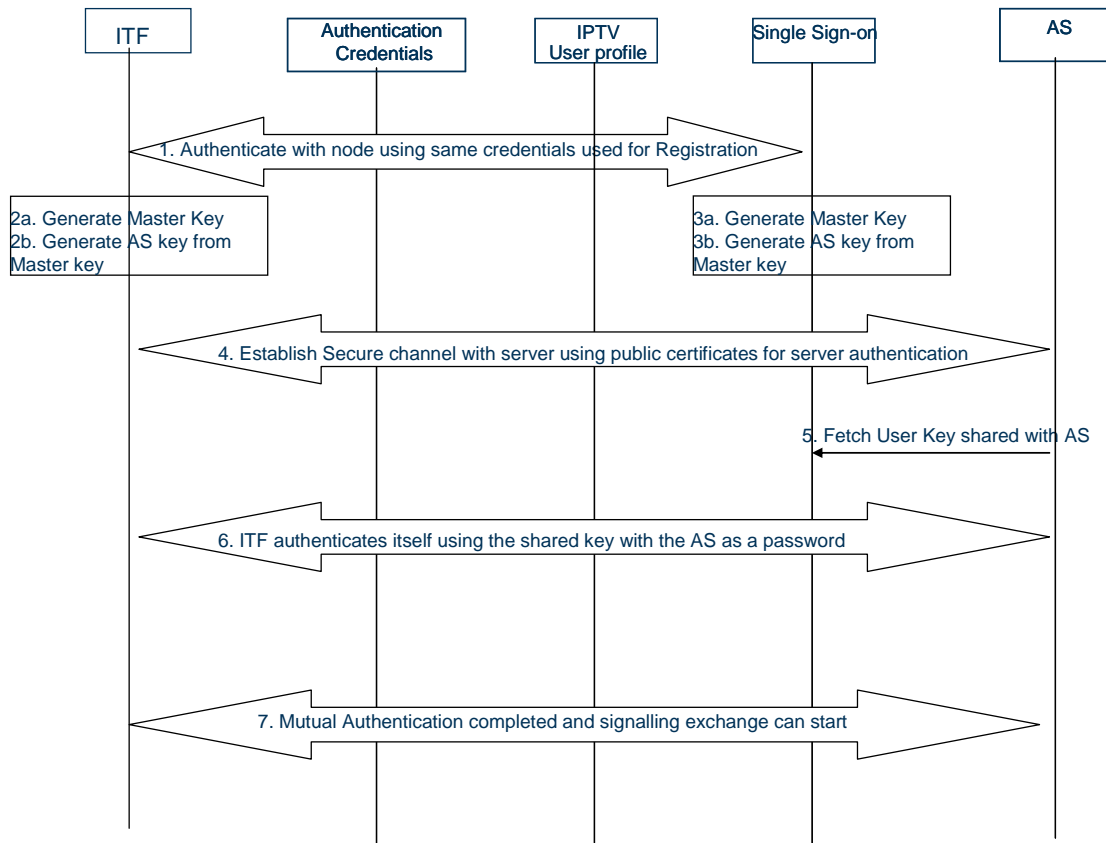 ITF
Authentication
Credentials
IPTV
User profile
Single Sign-on
AS
1. Authenticate with node using same credentials used for Registration
2a. Generate Master Key
2b. Generate AS key from
Master key
3a. Generate Master Key
3b. Generate AS key from
Master key
4. Establish Secure channel with server using public certificates for server authentication
5. Fetch User Key shared with AS
6. ITF authenticates itself using the shared key with the AS as a password
7. Mutual Authentication completed and signalling exchange can start